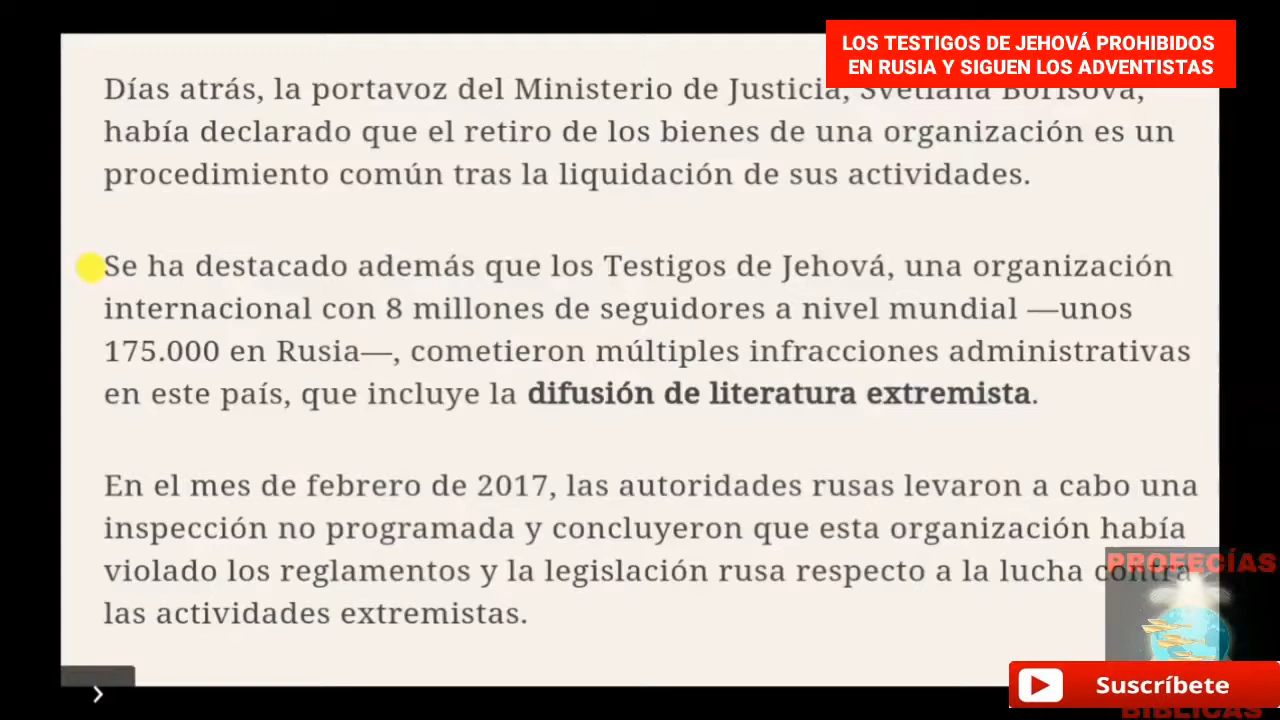 LOS TESTIGOS DE JEHOVÁ PROHIBIDOS
EN RUSIA Y SIGUEN LOS ADVENTISTAS
Días atrás, la portavoz del Ministerio de Justicia, Svetlana Borisova,
había declarado que el retiro de los bienes de una organización es un
procedimiento común tras la liquidación de sus actividades.
Se ha destacado además que los Testigos de Jehová, una organización
internacional con 8 millones de seguidores a nivel mundial —unos
175.000 en Rusia—, cometieron múltiples infracciones administrativas
en este país, que incluye la difusión de literatura extremista.
En el mes de febrero de 2017, las autoridades rusas levaron a cabo una
inspección no programada y concluyeron que esta organización había
violado los reglamentos y la legislación rusa respecto a la lucha contra
las actividades extremistas.
PROFECÍAS
Suscríbete
BÍBLICAS